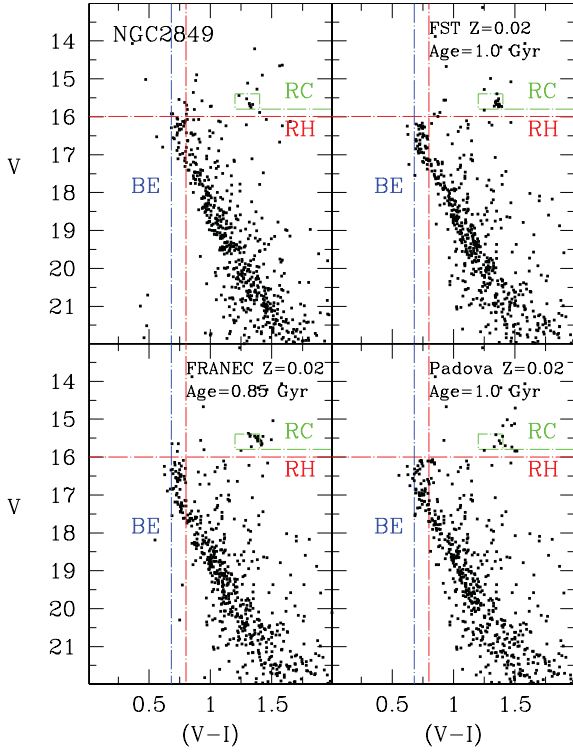 NGC2849
RC
RH
BE
V
13
14
15
16
17
18
19
20
21
FST Z=0.02
Age=1.0 Gyr
RC
RH
BE
FRANEC Z=0.02
Age=0.85 Gyr
RC
RH
BE
V
14
15
16
17
18
19
20
21
0.5
1
1.5
(V−I)
Padova Z=0.02
Age=1.0 Gyr
RC
RH
BE
0.5
1
1.5
(V−I)